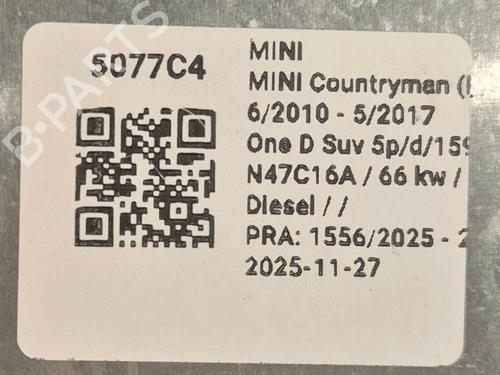 B-PARTS
5077C4
MINI
MINI Countryman (
6/2010 - 5/2017
One D Suv 5p/d/159
N47C16A / 66 kw /
Diesel / /
PRA: 1556/2025 - 2
2025-11-27